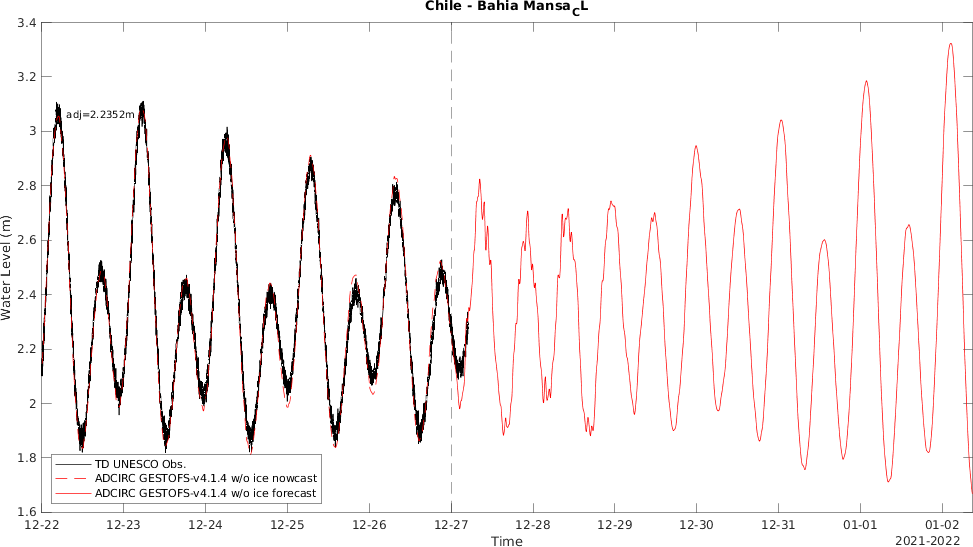 Chile - Bahia Mansa_CL
3.4
3.2
3
2.8
2.6
2.4
2.2
2
1.8
1.6
Water Level (m)
adj=2.2352m
TD UNESCO Obs.
ADCIRC GESTOFS-v4.1.4 w/o ice nowcast
ADCIRC GESTOFS-v4.1.4 w/o ice forecast
12-22 12-23 12-24 12-25 12-26 12-27 12-28 12-29 12-30 12-31 01-01 01-02
Time
2021-2022